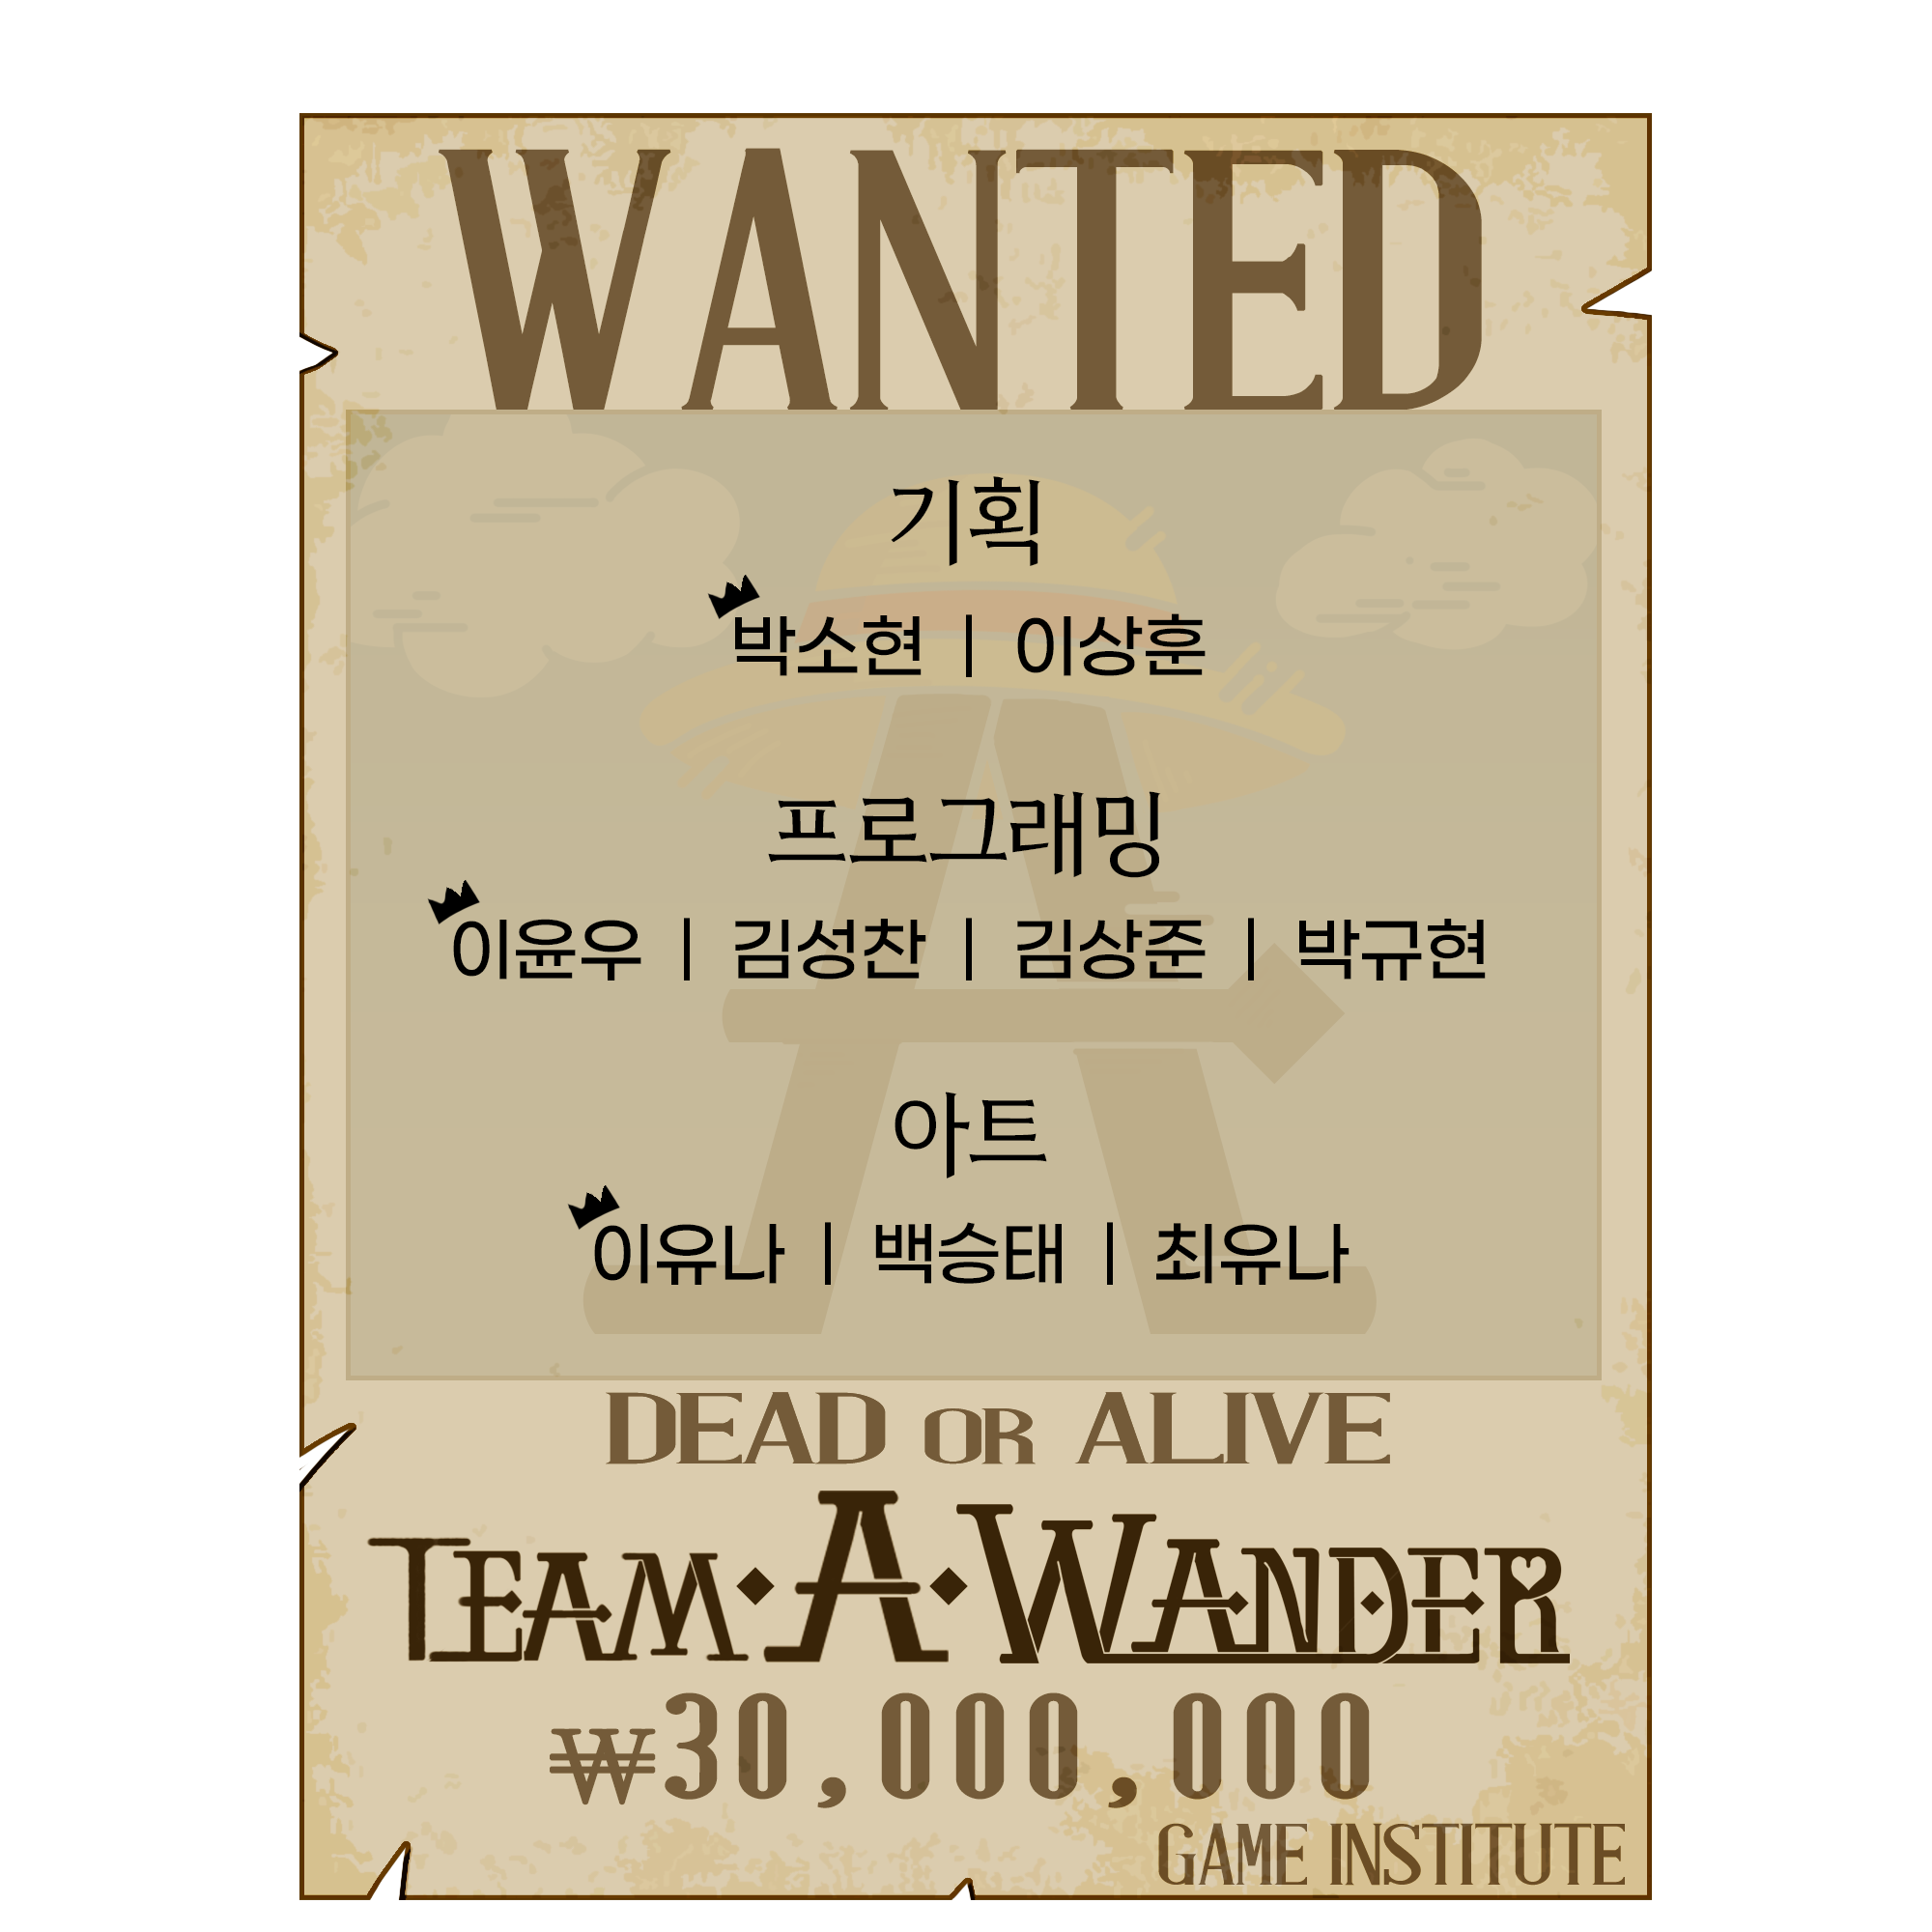 WANTED
기획
박소현 | 이상훈
프로그래밍
이윤우 | 김성찬 | 김상준 | 박규현
아트
이유나 | 백승태 | 최유나
DEAD OR ALIVE
TEAM·A·WANDER
₩30,000,000
GAME INSTITUTE